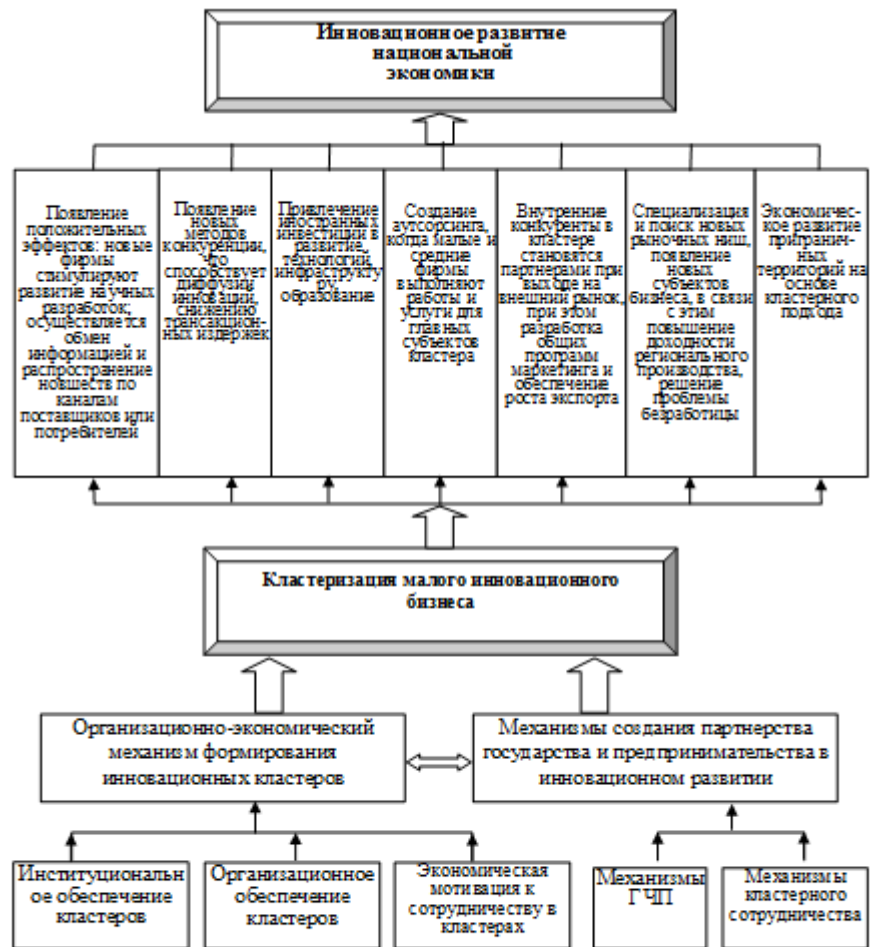 Инновационное развитие
национальной
экономики
Появление
положительных
эффектов: новые
фирмы
стимулируют
развитие научных
разработок;
осуществляется
обмен
информацией и
распространение
новшеств по
каналам
поставщиков или
потребителей
Появление
новых
методов
конкуренции,
что
способствует
диффузии
инноваций,
снижению
трансакцион-
ных издержек
Привлечение
иностранных
инвестиций в
развитие,
технологии,
инфраструкту
ру,
образование
Создание
аутсорсинга,
когда малые и
средние
фирмы
выполняют
работы и
услуги для
главных
субъектов
кластера
Внутренние
конкуренты в
кластере
становятся
партнерами при
выходе на
внешний рынок,
при этом
разработка
общих
программ
маркетинга и
обеспечение
роста экспорта
Специализация
и поиск новых
рыночных ниш,
появление
новых
субъектов
бизнеса, в связи
с этим
повышение
доходности
регионального
производства,
решение
проблемы
безработицы
Экономичес-
кое развитие
пригранич-
ных
территорий на
основе
кластерного
подхода
Кластеризация малого инновационного
бизнеса
Организационно-экономический
механизм формирования
инновационных кластеров
Механизмы создания партнерства
государства и предпринимательства в
инновационном развитии
Институциональн
ое обеспечение
кластеров
Организационное
обеспечение
кластеров
Экономическая
мотивация к
сотрудничеству в
кластерах
Механизмы
ГЧП
Механизмы
кластерного
сотрудничества